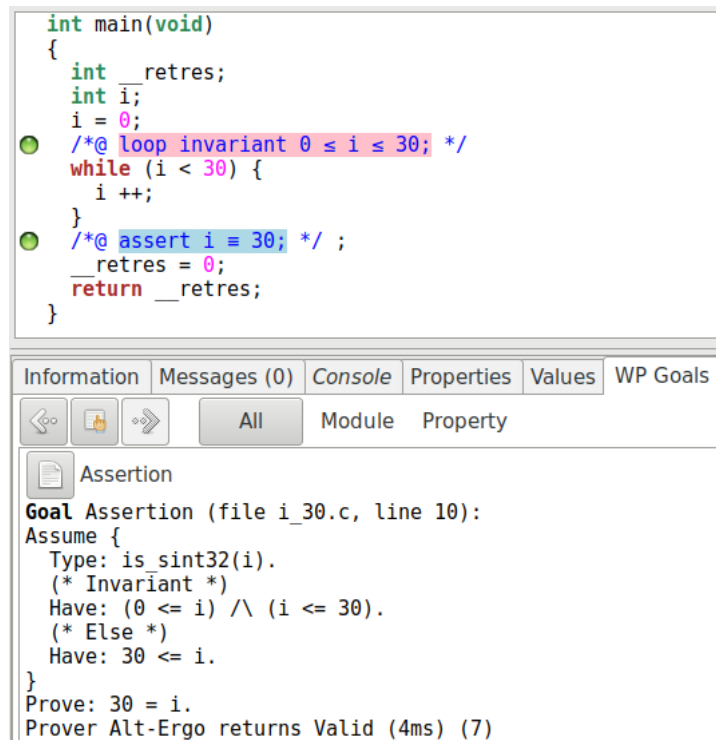 int main(void)
{
  int __retres;
  int i;
  i = 0;
  /*@ loop invariant 0 ≤ i ≤ 30; */
  while (i < 30) {
    i ++;
  }
  /*@ assert i ≡ 30; */ ;
  __retres = 0;
  return __retres;
}
Information Messages (0) Console Properties Values WP Goals
All Module Property
Assertion
Goal Assertion (file i_30.c, line 10):
Assume {
  Type: is_sint32(i).
  (* Invariant *)
  Have: (0 <= i) /\ (i <= 30).
  (* Else *)
  Have: 30 <= i.
}
Prove: 30 = i.
Prover Alt-Ergo returns Valid (4ms) (7)